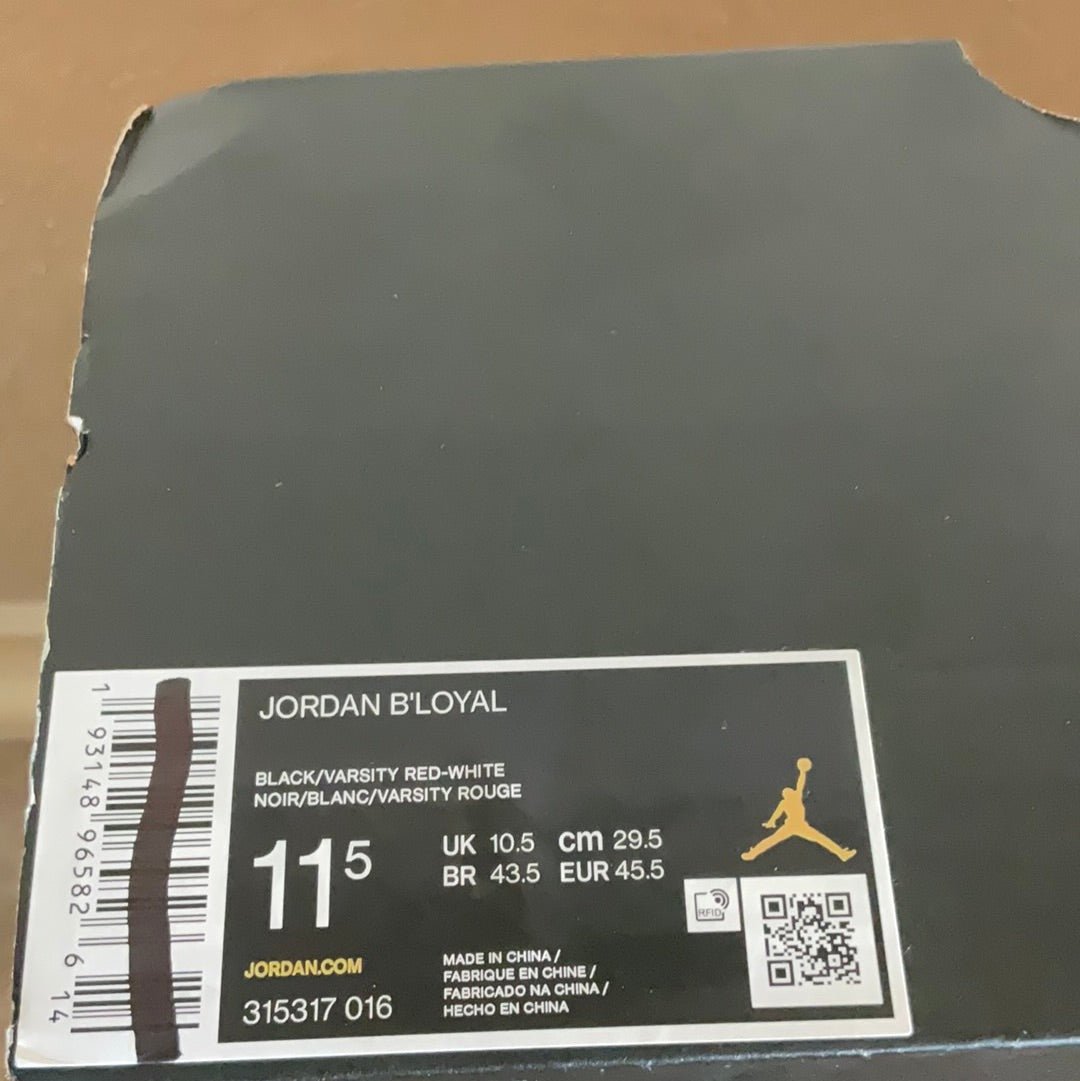 JORDAN B'LOYAL
BLACK/VARSITY RED-WHITE
NOIR/BLANC/VARSITY ROUGE
11 5
UK 10.5 cm 29.5
BR 43.5 EUR 45.5
RFID
JORDAN.COM
315317 016
MADE IN CHINA /
FABRIQUE EN CHINE /
FABRICADO NA CHINA /
HECHO EN CHINA
1 93148 96582 6 14